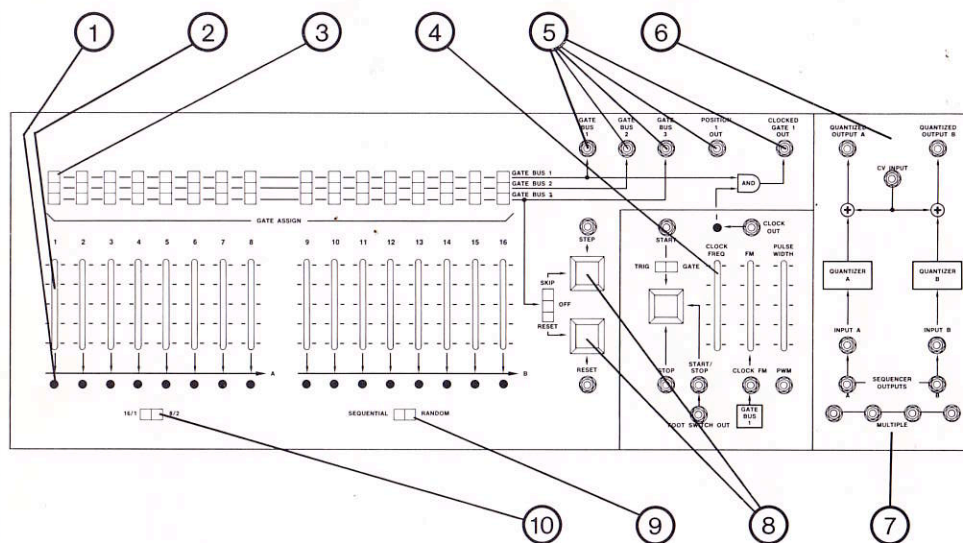 1 2 3 4 5 6
GATE BUS 1
GATE BUS 2
GATE BUS 3
POSITION 1 OUT
CLOCKED GATE 1 OUT
QUANTIZED OUTPUT A
QUANTIZED OUTPUT B
CV INPUT
GATE BUS 1
GATE BUS 2
GATE BUS 3
AND
GATE ASSIGN
1 2 3 4 5 6 7 8
9 10 11 12 13 14 15 16
STEP
START
CLOCK OUT
SKIP
OFF
RESET
TRIG
GATE
CLOCK FREQ
FM
PULSE WIDTH
QUANTIZER A
QUANTIZER B
INPUT A
INPUT B
A
B
RESET
STOP
START/STOP
CLOCK FM
PWM
SEQUENCER OUTPUTS
A
B
16/1
8/2
SEQUENTIAL
RANDOM
FOOT SWITCH OUT
GATE BUS 1
MULTIPLE
10 9 8 7